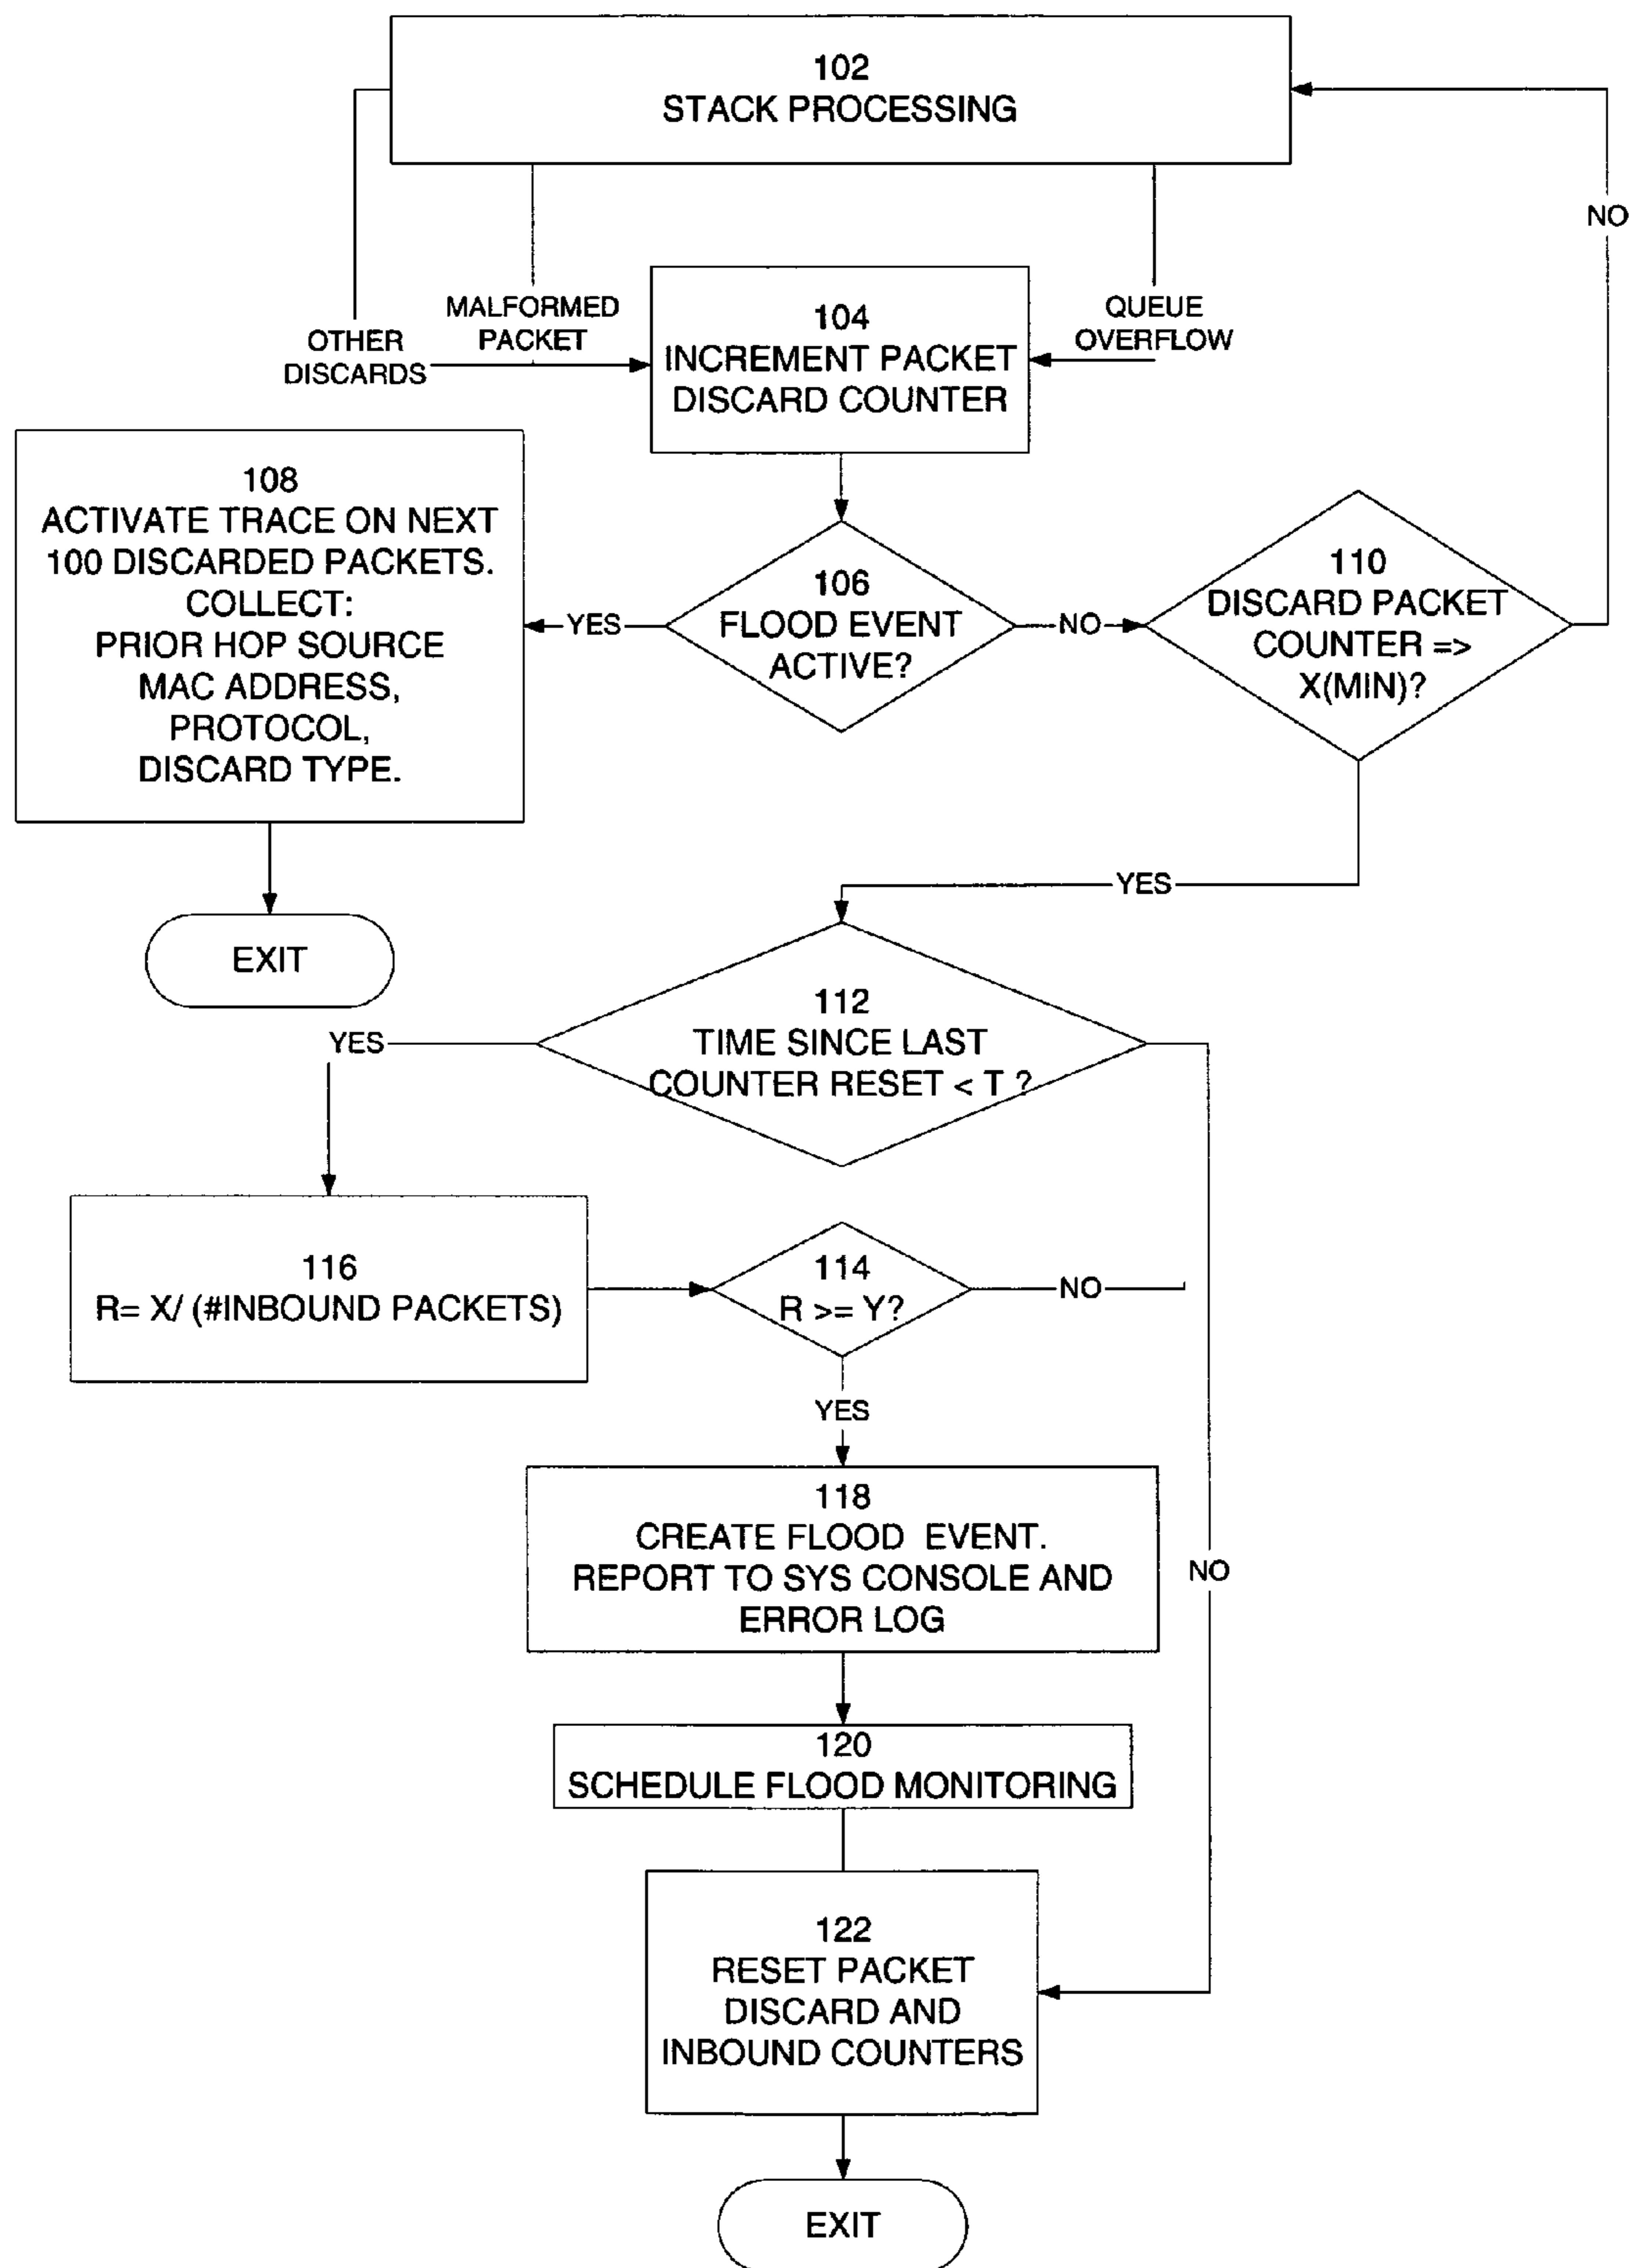 102
STACK PROCESSING
NO
OTHER
DISCARDS
MALFORMED
PACKET
104
INCREMENT PACKET
DISCARD COUNTER
QUEUE
OVERFLOW
108
ACTIVATE TRACE ON NEXT
100 DISCARDED PACKETS.
COLLECT:
PRIOR HOP SOURCE
MAC ADDRESS,
PROTOCOL,
DISCARD TYPE.
YES
106
FLOOD EVENT
ACTIVE?
NO
110
DISCARD PACKET
COUNTER =>
X(MIN)?
YES
EXIT
112
TIME SINCE LAST
COUNTER RESET < T ?
YES
116
R= X/ (#INBOUND PACKETS)
114
R >= Y?
NO
YES
118
CREATE FLOOD EVENT.
REPORT TO SYS CONSOLE AND
ERROR LOG
NO
120
SCHEDULE FLOOD MONITORING
122
RESET PACKET
DISCARD AND
INBOUND COUNTERS
EXIT